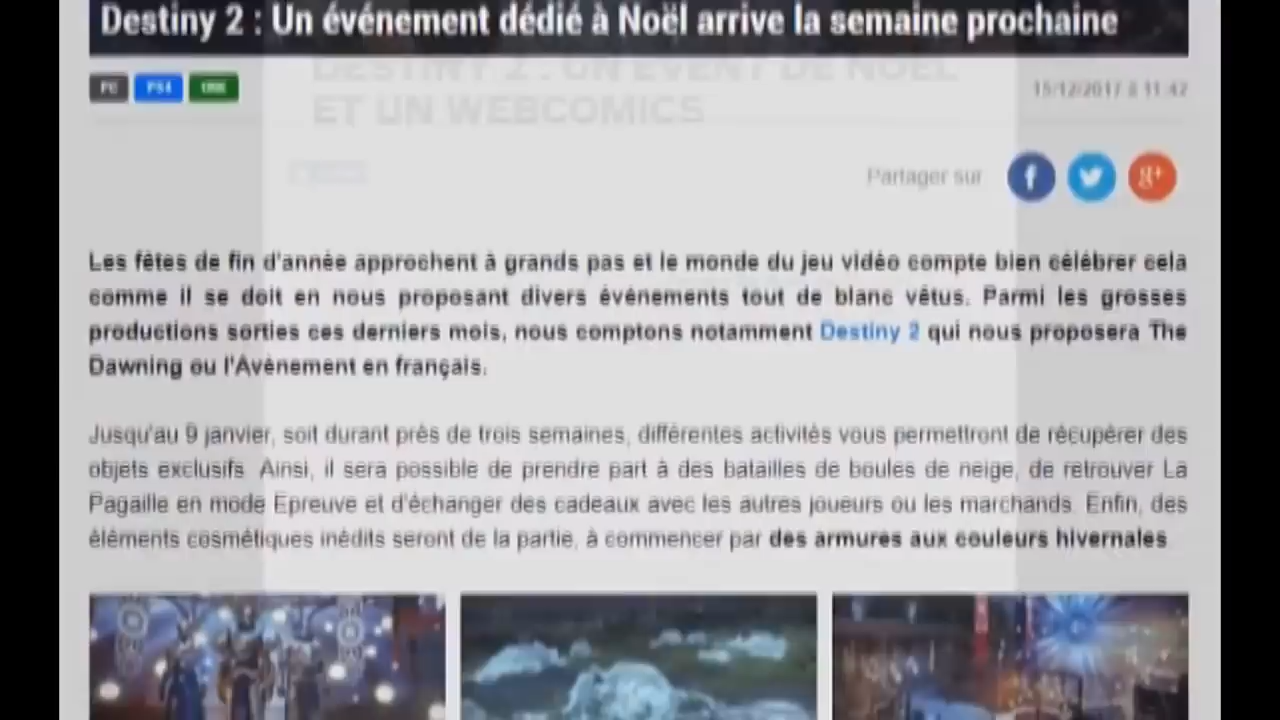 Destiny 2 : Un événement dédié à Noël arrive la semaine prochaine
DESTINY 2 : UN EVENT DE NOËL
ET UN WEBCOMICS
PC PS4 ONE 15/12/2017 à 11:42
Partager sur f g+
Les fêtes de fin d'année approchent à grands pas et le monde du jeu vidéo compte bien célébrer cela
comme il se doit en nous proposant divers événements tout de blanc vêtus. Parmi les grosses
productions sorties ces derniers mois, nous comptons notamment Destiny 2 qui nous proposera The
Dawning ou l'Avènement en français.
Jusqu'au 9 janvier, soit durant près de trois semaines, différentes activités vous permettront de récupérer des
objets exclusifs. Ainsi, il sera possible de prendre part à des batailles de boules de neige, de retrouver La
Pagaille en mode Epreuve et d'échanger des cadeaux avec les autres joueurs ou les marchands. Enfin, des
éléments cosmétiques inédits seront de la partie, à commencer par des armures aux couleurs hivernales.